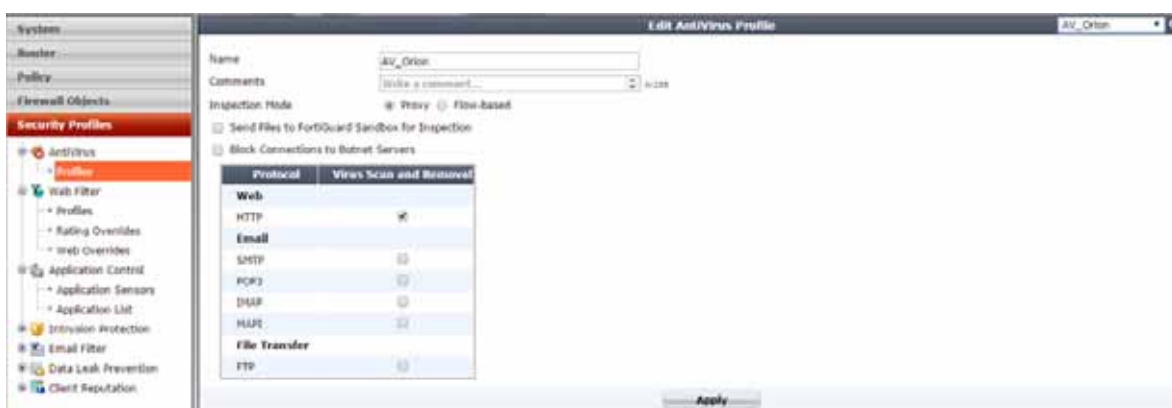 System
Router
Policy
Firewall Objects
Security Profiles
AntiVirus
Profiles
Web Filter
Profiles
Rating Overrides
Web Overrides
Application Control
Application Sensors
Application List
Intrusion Protection
Email Filter
Data Leak Prevention
Client Reputation
Edit AntiVirus Profile
AV_Orion
Name AV_Orion
Comments Write a comment... 0/255
Inspection Mode Proxy Flow-based
Send Files to FortiGuard Sandbox for Inspection
Block Connections to Botnet Servers
Protocol Virus Scan and Removal
Web
HTTP
Email
SMTP
POP3
IMAP
MAPI
File Transfer
FTP
Apply